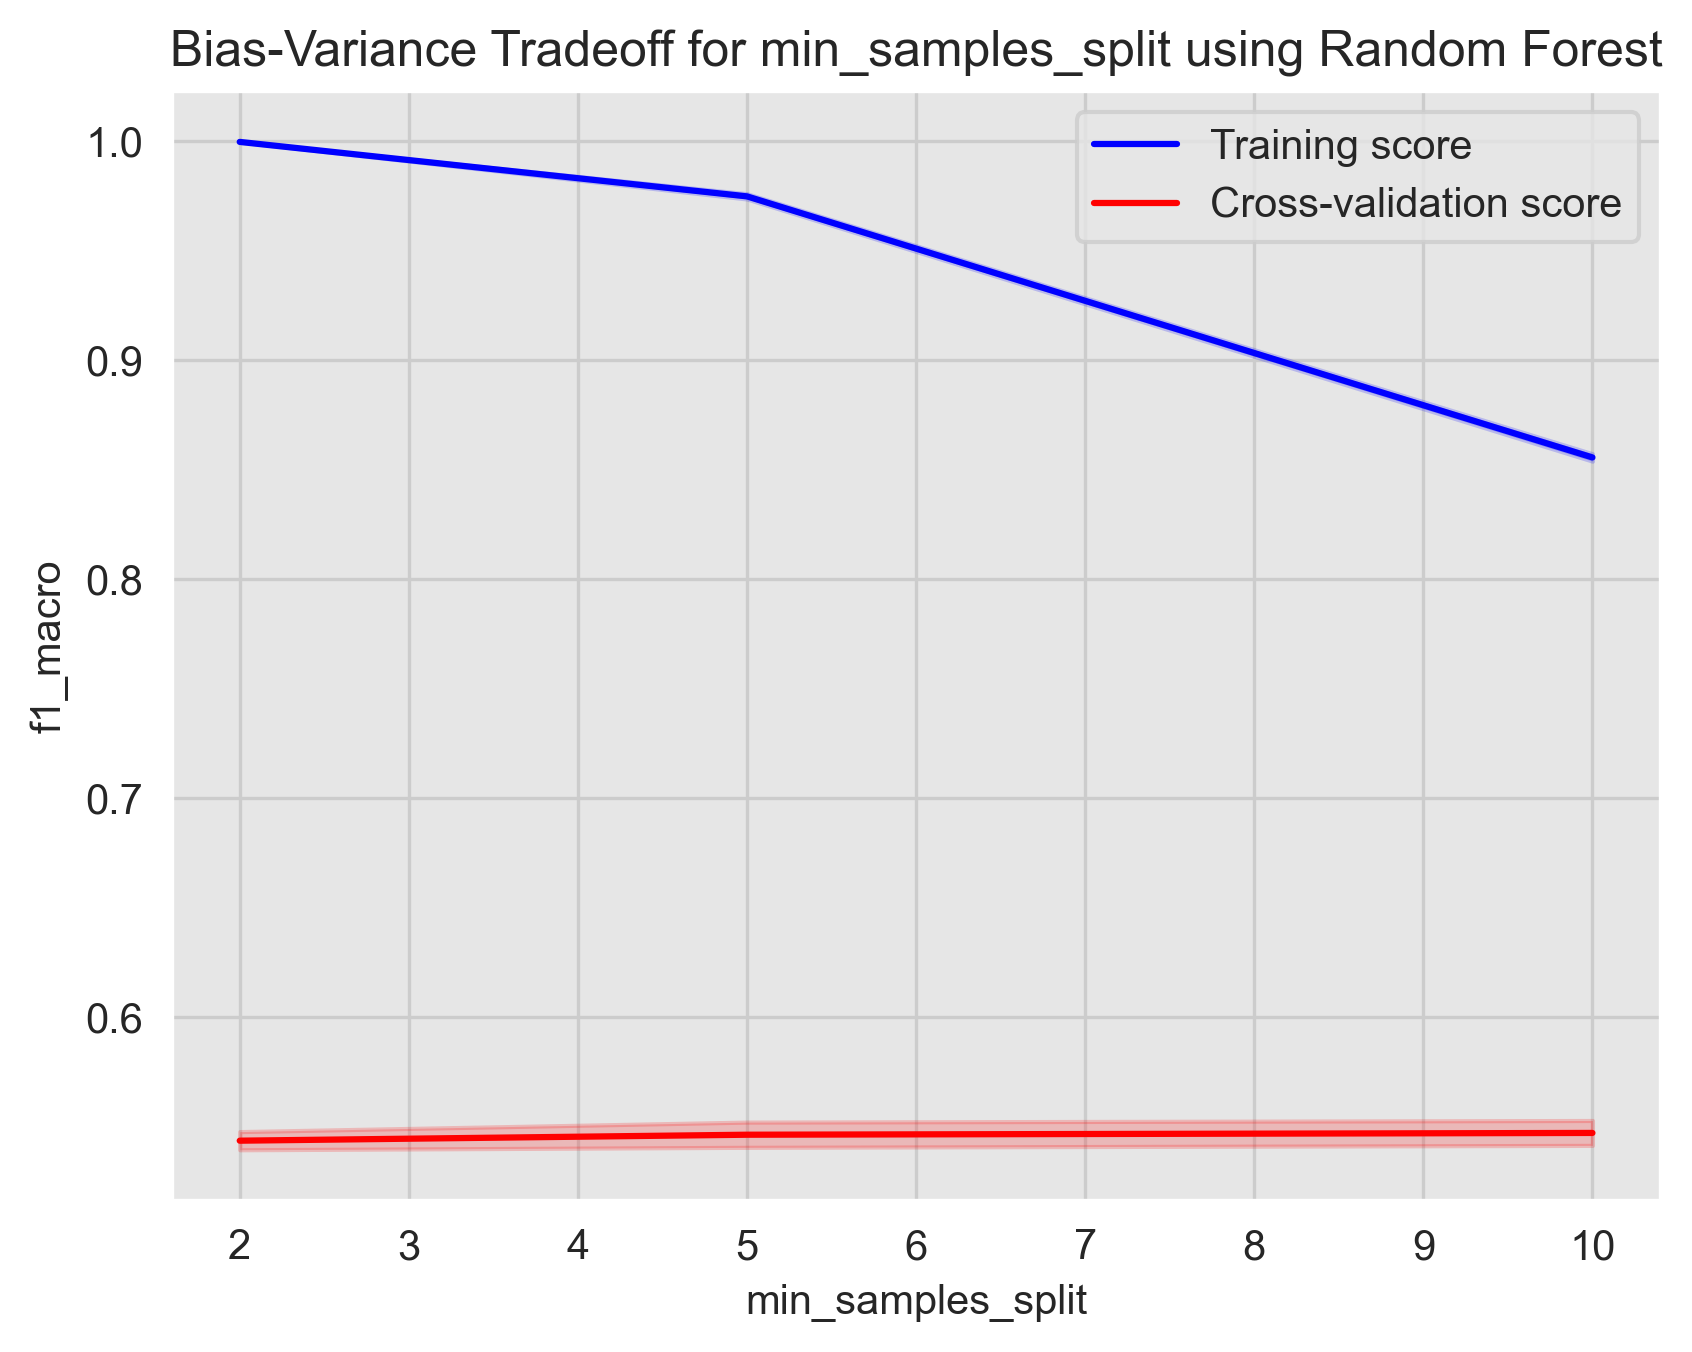 Bias-Variance Tradeoff for min_samples_split using Random Forest
Training score
Cross-validation score
1.0
0.9
0.8
0.7
0.6
f1_macro
2 3 4 5 6 7 8 9 10
min_samples_split